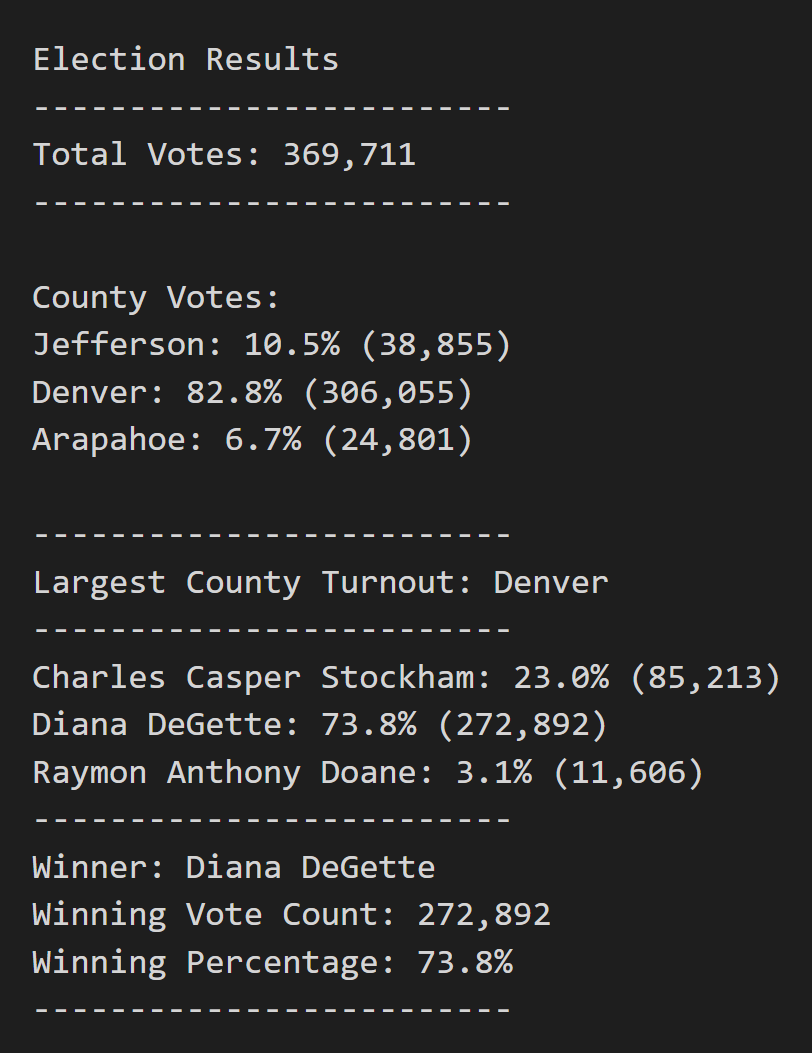 Election Results
-------------------------
Total Votes: 369,711
-------------------------
County Votes:
Jefferson: 10.5% (38,855)
Denver: 82.8% (306,055)
Arapahoe: 6.7% (24,801)
-------------------------
Largest County Turnout: Denver
-------------------------
Charles Casper Stockham: 23.0% (85,213)
Diana DeGette: 73.8% (272,892)
Raymon Anthony Doane: 3.1% (11,606)
-------------------------
Winner: Diana DeGette
Winning Vote Count: 272,892
Winning Percentage: 73.8%
-------------------------